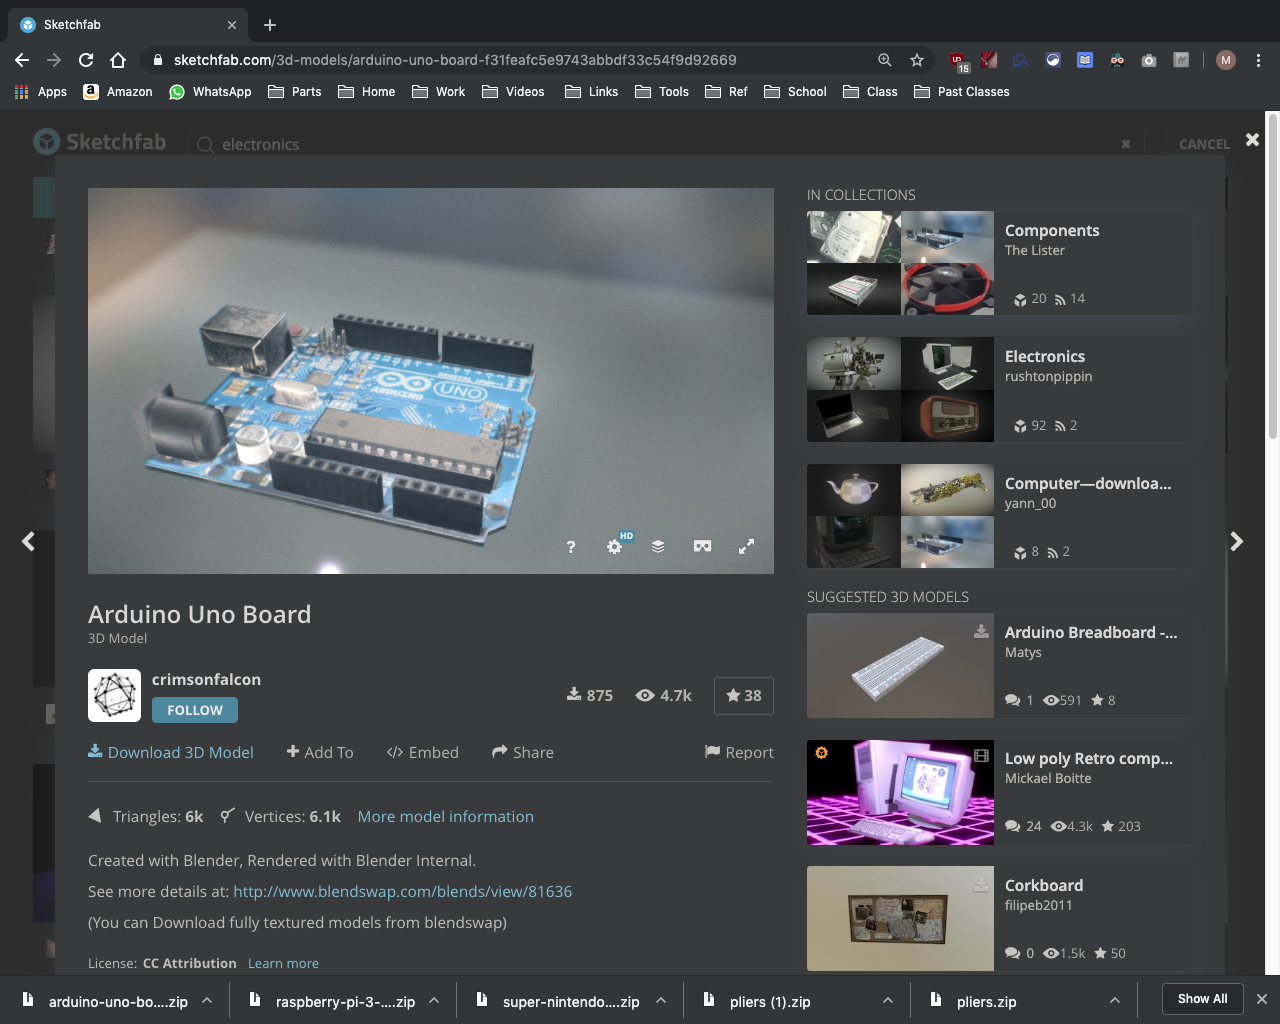 Sketchfab
sketchfab.com/3d-models/arduino-uno-board-f31feafc5e9743abbdf33c54f9d92669
15
M
Apps Amazon WhatsApp Parts Home Work Videos Links Tools Ref School Class Past Classes
Sketchfab electronics CANCEL
ARDUINO
UNO
? HD
Arduino Uno Board
3D Model
crimsonfalcon
FOLLOW
875 4.7k 38
Download 3D Model Add To </> Embed Share Report
Triangles: 6k Vertices: 6.1k More model information
Created with Blender, Rendered with Blender Internal.
See more details at: http://www.blendswap.com/blends/view/81636
(You can Download fully textured models from blendswap)
License: CC Attribution Learn more
IN COLLECTIONS
Components
The Lister
20 14
Electronics
rushtonpippin
92 2
Computer—downloa...
yann_00
8 2
SUGGESTED 3D MODELS
Arduino Breadboard -...
Matys
1 591 8
Low poly Retro comp...
Mickael Boitte
24 4.3k 203
Corkboard
filipeb2011
0 1.5k 50
arduino-uno-bo....zip raspberry-pi-3-....zip super-nintendo....zip pliers (1).zip pliers.zip Show All